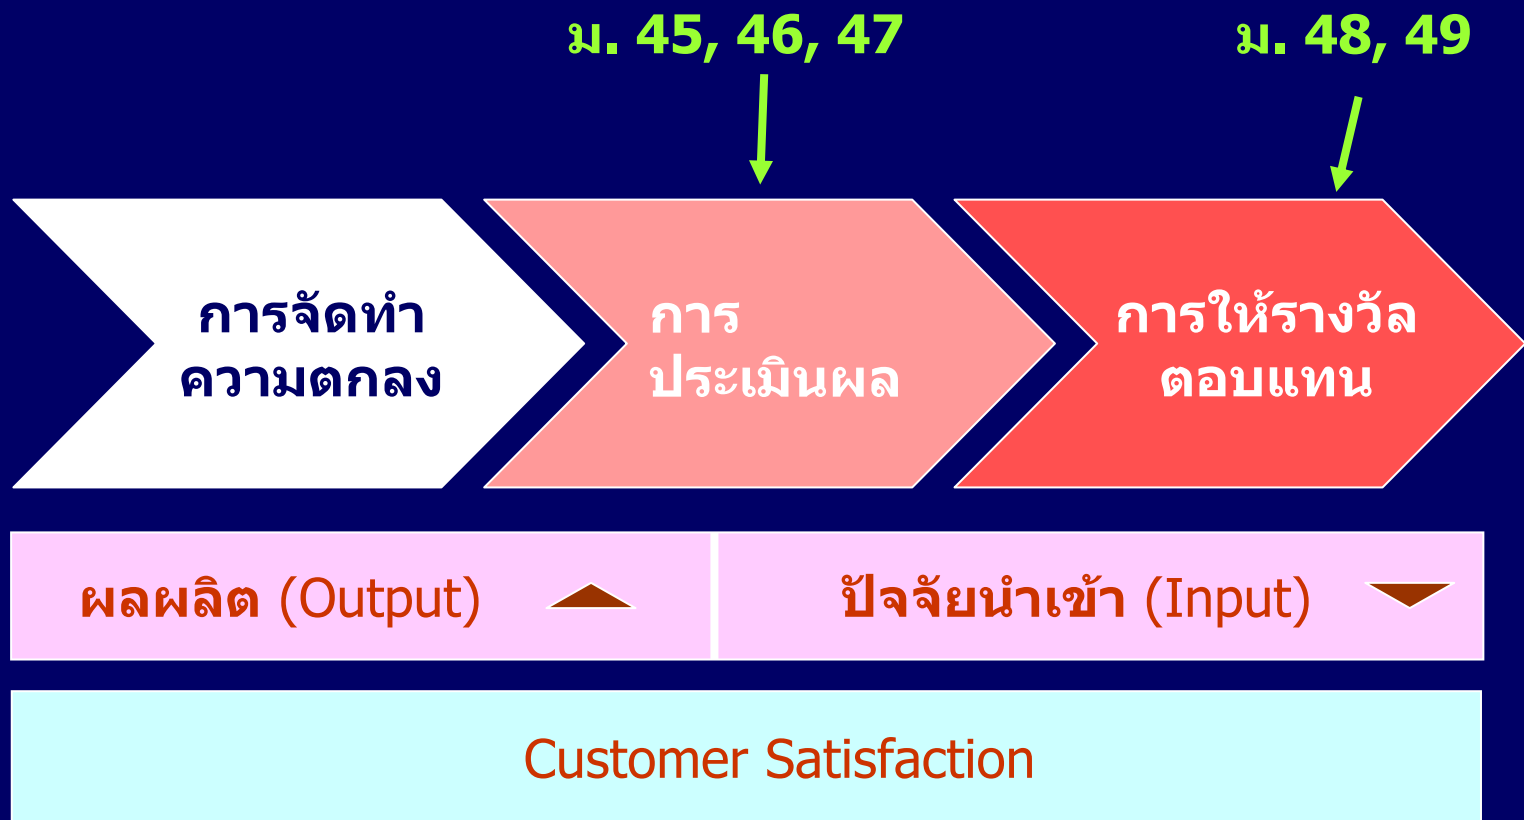 ม. 45, 46, 47
ม. 48, 49
การจัดทำ
ความตกลง
การ
ประเมินผล
การให้รางวัล
ตอบแทน
ผลผลิต (Output)
ปัจจัยนำเข้า (Input)
Customer Satisfaction